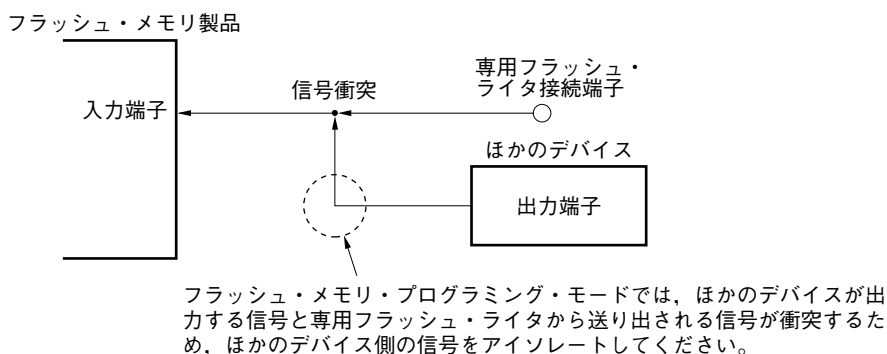 フラッシュ・メモリ製品
入力端子
信号衝突
専用フラッシュ・
ライタ接続端子
ほかのデバイス
出力端子
フラッシュ・メモリ・プログラミング・モードでは，ほかのデバイスが出
力する信号と専用フラッシュ・ライタから送り出される信号が衝突するた
め，ほかのデバイス側の信号をアイソレートしてください。